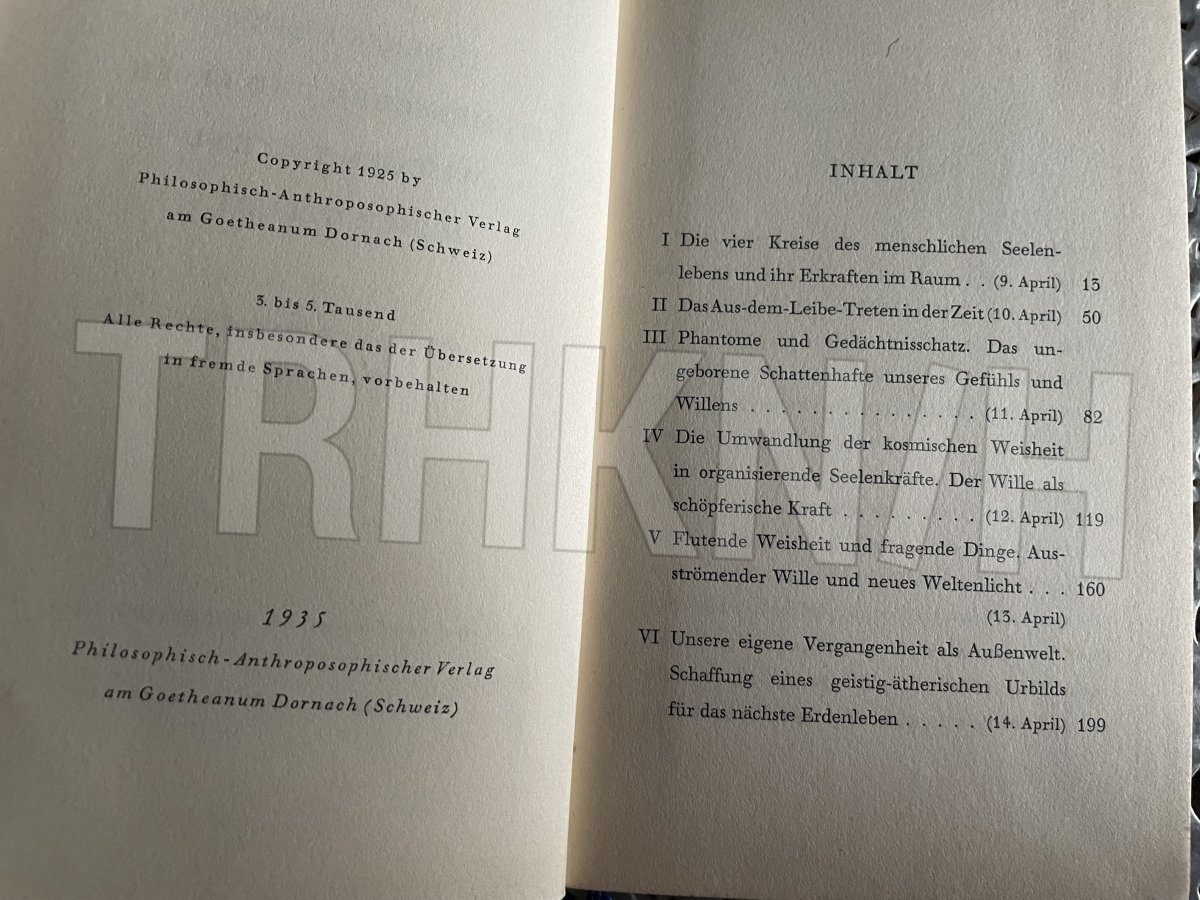 Copyright 1925 by
Philosophisch-Anthroposophischer Verlag
am Goetheanum Dornach (Schweiz)
3. bis 5. Tausend
Alle Rechte, insbesondere das der Übersetzung
in fremde Sprachen, vorbehalten
1935
Philosophisch-Anthroposophischer Verlag
am Goetheanum Dornach (Schweiz)
INHALT
I Die vier Kreise des menschlichen Seelen-
lebens und ihr Erkraften im Raum . . (9. April) 13
II Das Aus-dem-Leibe-Treten in der Zeit (10. April) 50
III Phantome und Gedächtnisschatz. Das un-
geborene Schattenhafte unseres Gefühls und
Willens . . . . . . . . . . . . . . . (11. April) 82
IV Die Umwandlung der kosmischen Weisheit
in organisierende Seelenkräfte. Der Wille als
schöpferische Kraft . . . . . . . . . (12. April) 119
V Flutende Weisheit und fragende Dinge. Aus-
strömender Wille und neues Weltenlicht . . . 160
(13. April)
VI Unsere eigene Vergangenheit als Außenwelt.
Schaffung eines geistig-ätherischen Urbilds
für das nächste Erdenleben . . . . . (14. April) 199
TRHKN/H